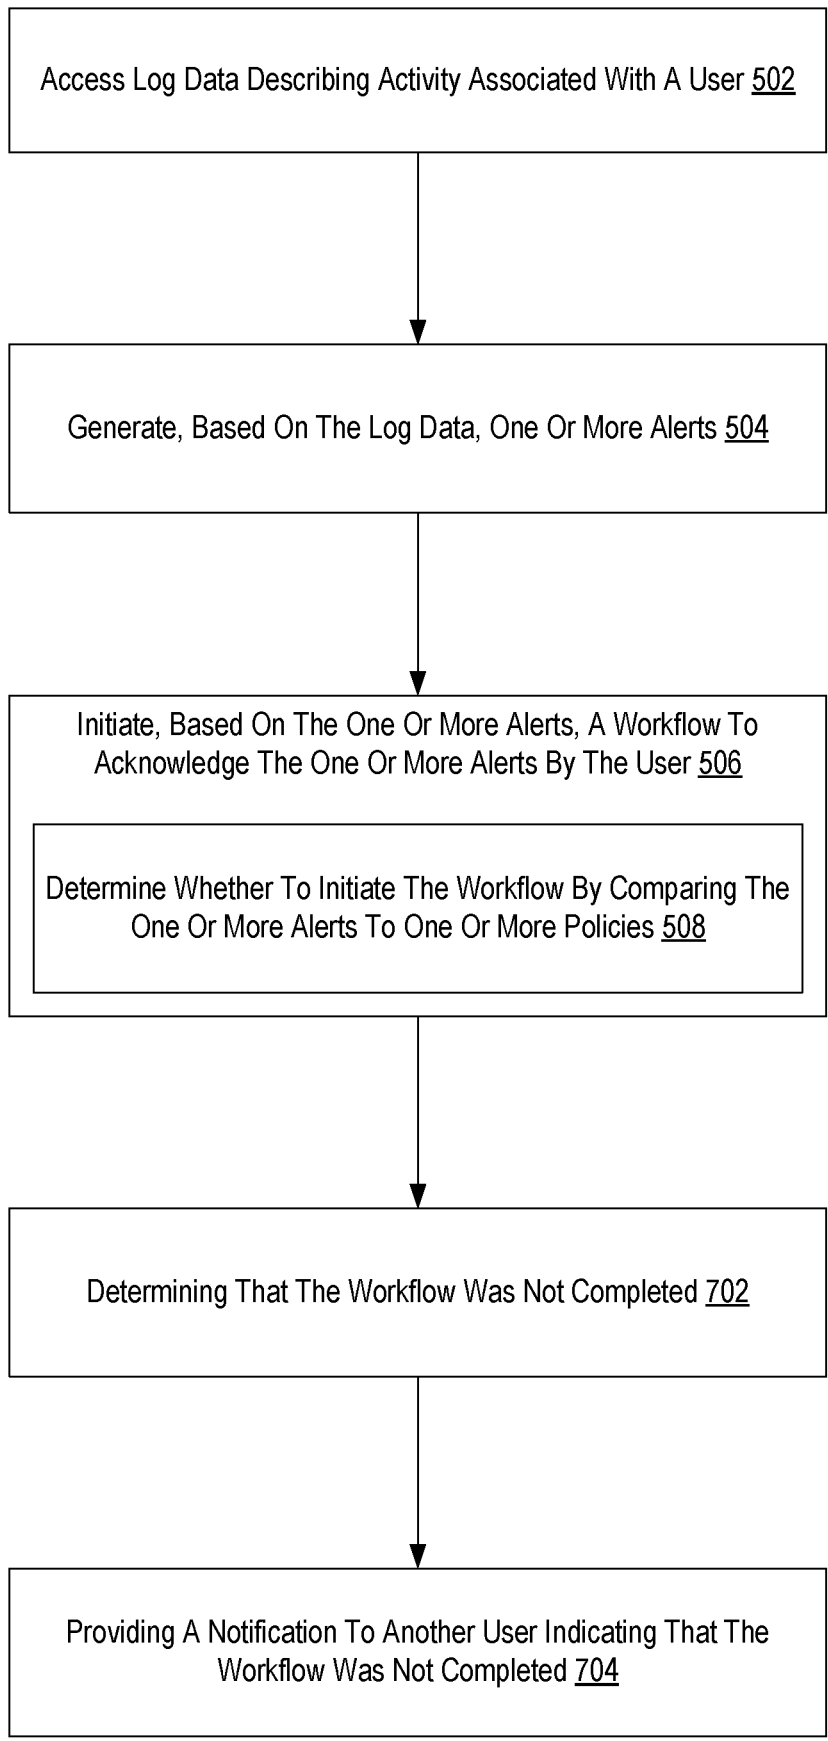 Access Log Data Describing Activity Associated With A User 502
Generate, Based On The Log Data, One Or More Alerts 504
Initiate, Based On The One Or More Alerts, A Workflow To
Acknowledge The One Or More Alerts By The User 506
Determine Whether To Initiate The Workflow By Comparing The
One Or More Alerts To One Or More Policies 508
Determining That The Workflow Was Not Completed 702
Providing A Notification To Another User Indicating That The
Workflow Was Not Completed 704